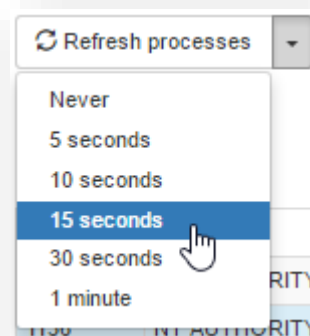 Refresh processes
Never
5 seconds
10 seconds
15 seconds
30 seconds
1 minute